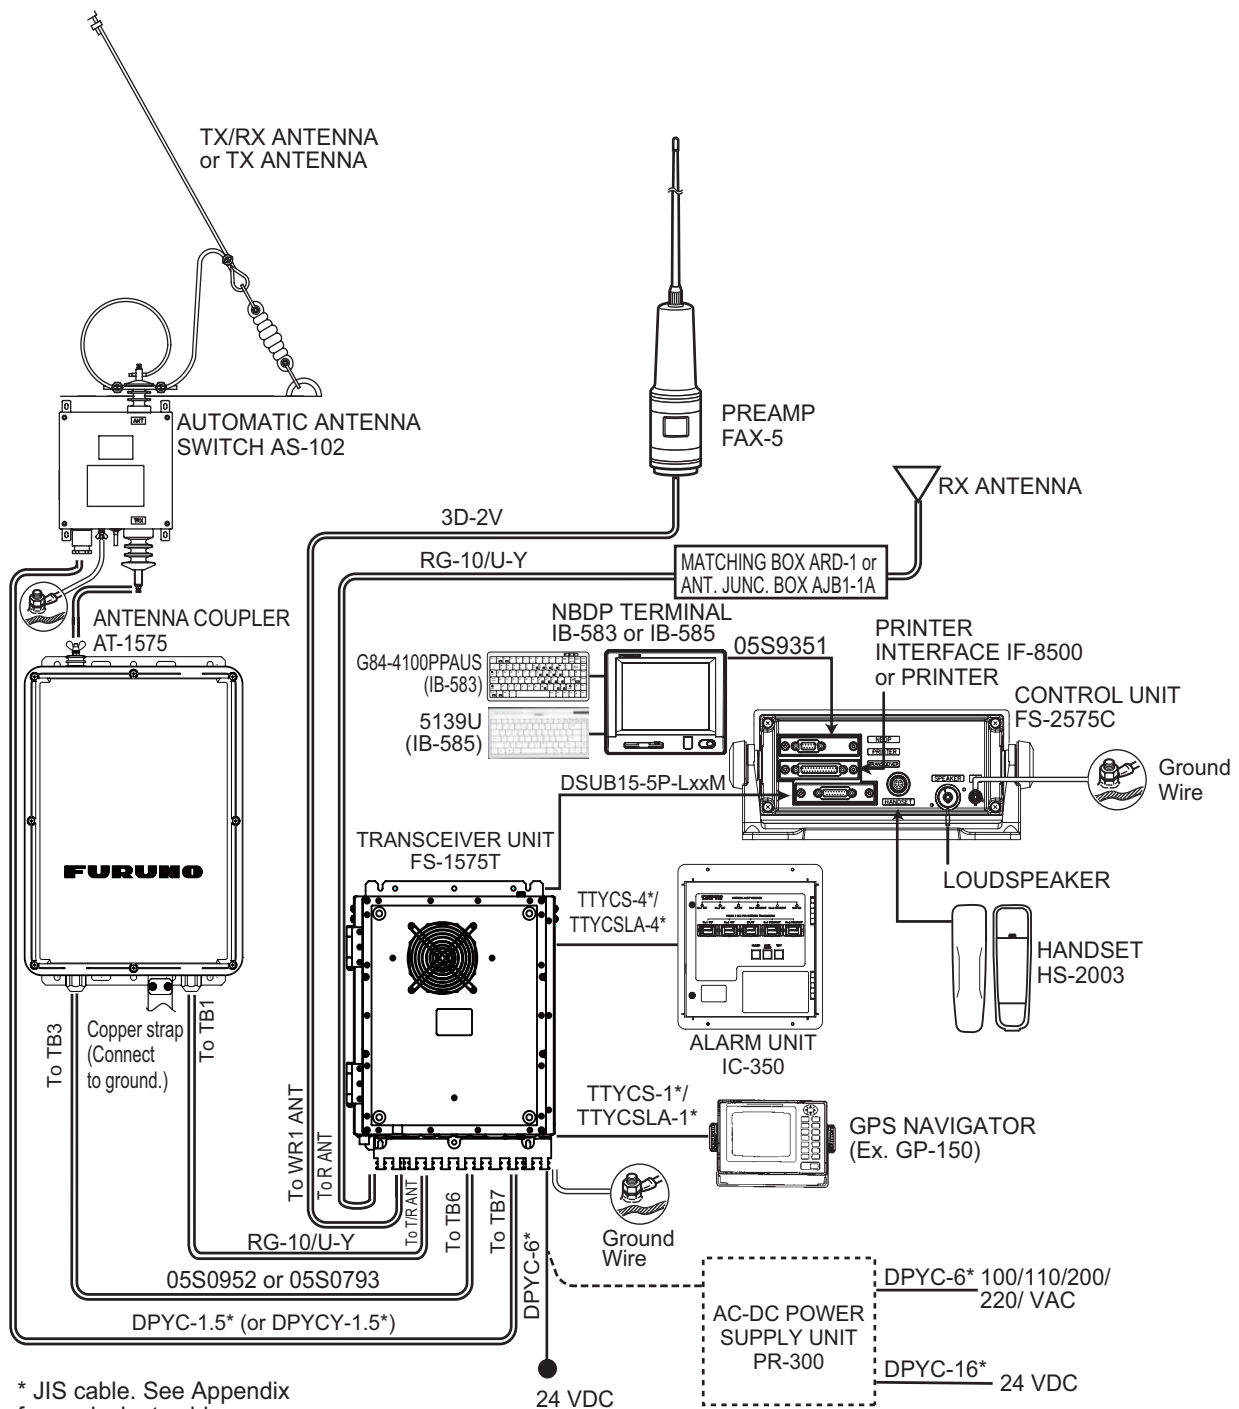 TX/RX ANTENNA
or TX ANTENNA
AUTOMATIC ANTENNA
SWITCH AS-102
ANT
TRX
PREAMP
FAX-5
RX ANTENNA
3D-2V
RG-10/U-Y
MATCHING BOX ARD-1 or
ANT. JUNC. BOX AJB1-1A
ANTENNA COUPLER
AT-1575
NBDP TERMINAL
IB-583 or IB-585
05S9351
PRINTER
INTERFACE IF-8500
or PRINTER
G84-4100PPAUS
(IB-583)
5139U
(IB-585)
CONTROL UNIT
FS-2575C
NBDP
PRINTER
TRANSCEIVER
SPEAKER
HANDSET
Ground
Wire
DSUB15-5P-LxxM
TRANSCEIVER UNIT
FS-1575T
FURUNO
LOUDSPEAKER
TTYCS-4*/
TTYCSLA-4*
HANDSET
HS-2003
ALARM UNIT
IC-350
To TB3
Copper strap
(Connect
to ground.)
To TB1
To WR1 ANT
To R ANT
TTYCS-1*/
TTYCSLA-1*
GPS NAVIGATOR
(Ex. GP-150)
To T/R ANT
To TB6
To TB7
DPYC-6*
Ground
Wire
RG-10/U-Y
05S0952 or 05S0793
DPYC-1.5* (or DPYCY-1.5*)
AC-DC POWER
SUPPLY UNIT
PR-300
DPYC-6* 100/110/200/
220/ VAC
DPYC-16* 24 VDC
24 VDC
* JIS cable. See Appendix